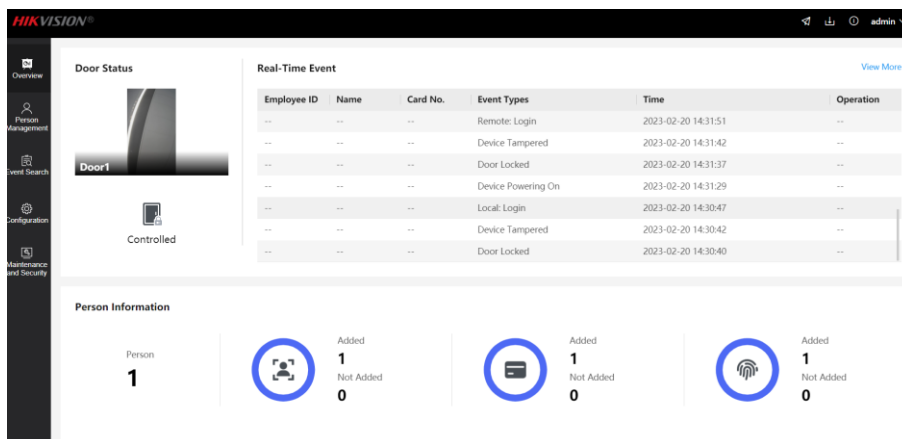 HIKVISION®
admin
Overview
Person
Management
Event Search
Configuration
Maintenance
and Security
Door Status
Door1
Controlled
Real-Time Event
View More
Employee ID Name Card No. Event Types Time Operation
-- -- -- Remote: Login 2023-02-20 14:31:51 --
-- -- -- Device Tampered 2023-02-20 14:31:42 --
-- -- -- Door Locked 2023-02-20 14:31:37 --
-- -- -- Device Powering On 2023-02-20 14:31:29 --
-- -- -- Local: Login 2023-02-20 14:30:47 --
-- -- -- Device Tampered 2023-02-20 14:30:42 --
-- -- -- Door Locked 2023-02-20 14:30:40 --
Person Information
Person
1
Added
1
Not Added
0
Added
1
Not Added
0
Added
1
Not Added
0